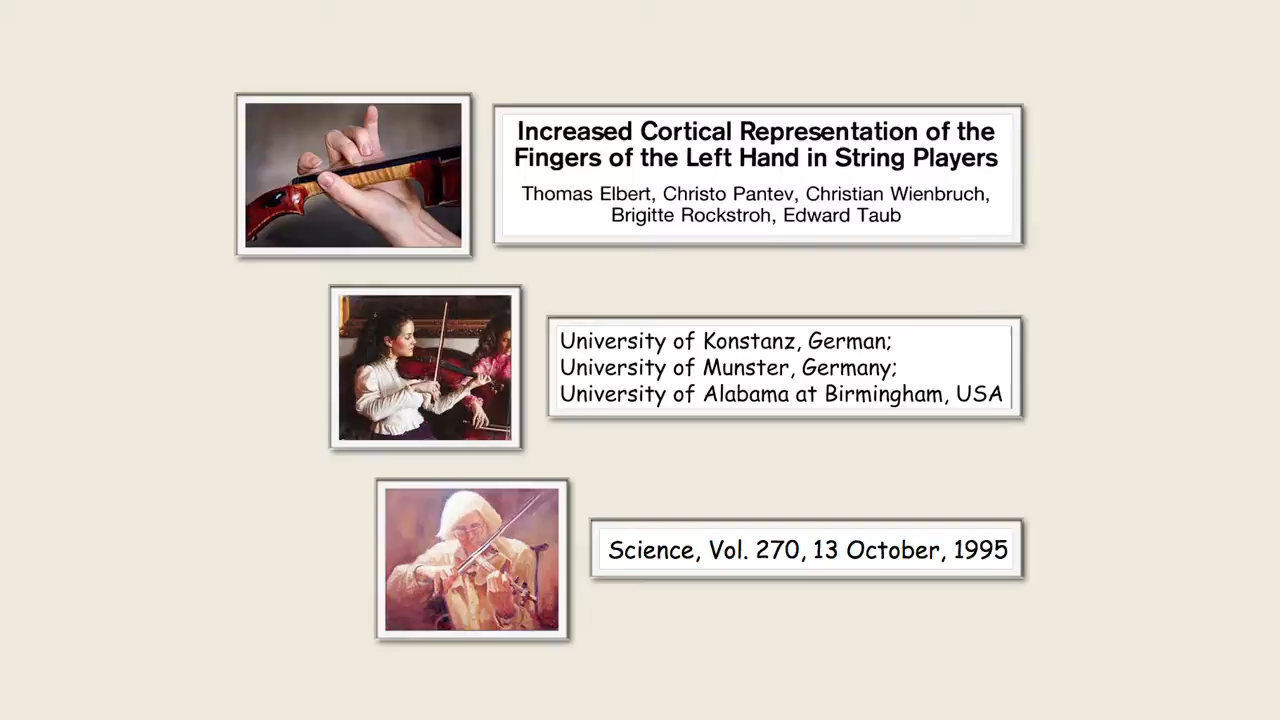 Increased Cortical Representation of the
Fingers of the Left Hand in String Players
Thomas Elbert, Christo Pantev, Christian Wienbruch,
Brigitte Rockstroh, Edward Taub
University of Konstanz, German;
University of Munster, Germany;
University of Alabama at Birmingham, USA
Science, Vol. 270, 13 October, 1995